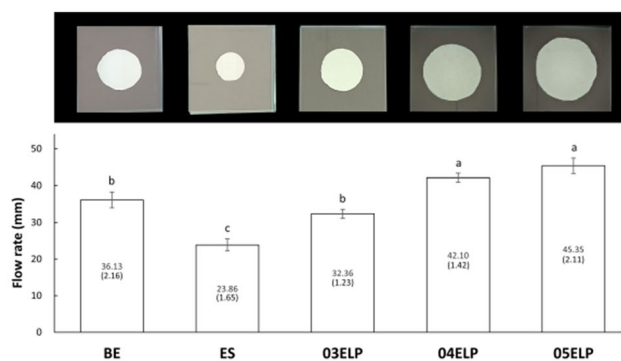 Flow rate (mm)
50
40
30
20
10
0
b
c
b
a
a
36.13
(2.16)
23.86
(1.65)
32.36
(1.23)
42.10
(1.42)
45.35
(2.11)
BE
ES
03ELP
04ELP
05ELP